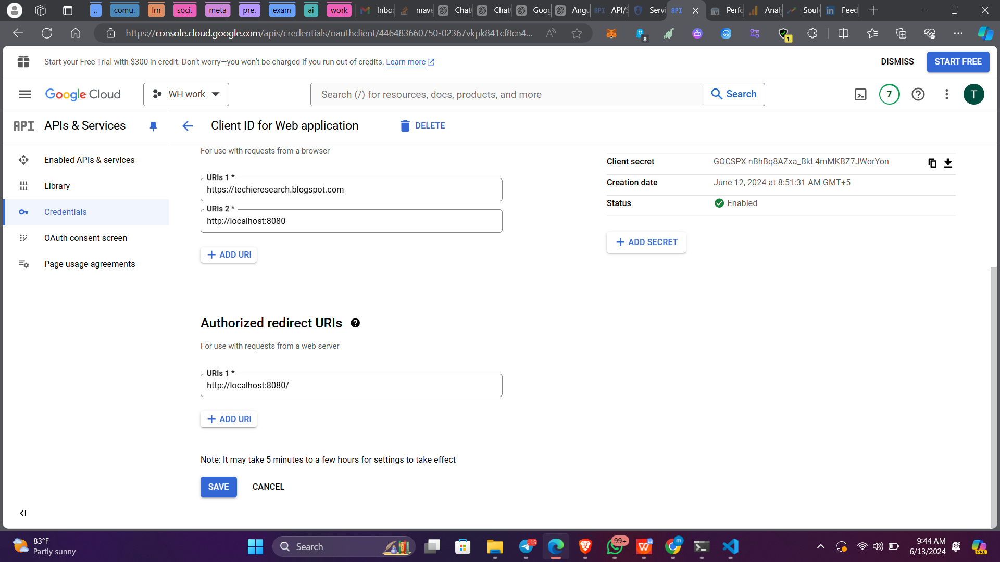 ..
comu.
lrn
soci.
meta
pre.
exam
ai
work
Inbo
mave
Chat
Chat
Goog
Angu
API API/S
Servi
API
Perfo
Analy
Soul
in Feed
https://console.cloud.google.com/apis/credentials/oauthclient/446483660750-02367vkpk841cf8cn4...
8
1
Start your Free Trial with $300 in credit. Don't worry—you won't be charged if you run out of credits. Learn more
DISMISS
START FREE
Google Cloud
WH work
Search (/) for resources, docs, products, and more
Search
7
T
API APIs & Services
Client ID for Web application
DELETE
Enabled APIs & services
Library
Credentials
OAuth consent screen
Page usage agreements
For use with requests from a browser
URIs 1 *
https://techieresearch.blogspot.com
URIs 2 *
http://localhost:8080
ADD URI
Authorized redirect URIs
For use with requests from a web server
URIs 1 *
http://localhost:8080/
ADD URI
Note: It may take 5 minutes to a few hours for settings to take effect
SAVE
CANCEL
Client secret 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
Creation date June 12, 2024 at 8:51:31 AM GMT+5
Status Enabled
ADD SECRET
83°F
Partly sunny
Search
15
99+
m
9:44 AM
6/13/2024
PRE